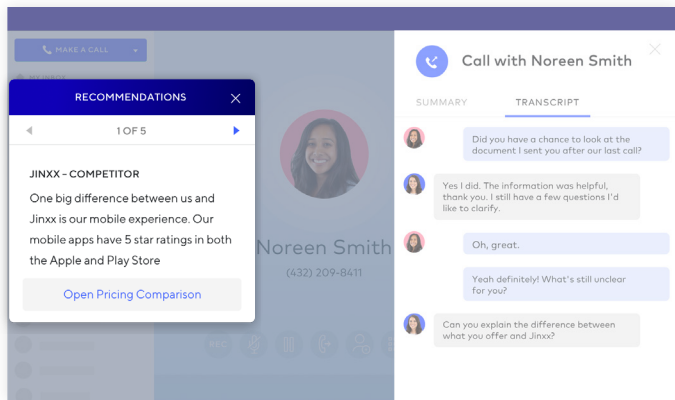 MAKE A CALL
MY INBOX
RECOMMENDATIONS
1 OF 5
JINXX - COMPETITOR
One big difference between us and
Jinxx is our mobile experience. Our
mobile apps have 5 star ratings in both
the Apple and Play Store
Open Pricing Comparison
Noreen Smith
(432) 209-8411
REC
Call with Noreen Smith
SUMMARY
TRANSCRIPT
Did you have a chance to look at the
document I sent you after our last call?
Yes I did. The information was helpful,
thank you. I still have a few questions I'd
like to clarify.
Oh, great.
Yeah definitely! What's still unclear
for you?
Can you explain the difference between
what you offer and Jinxx?